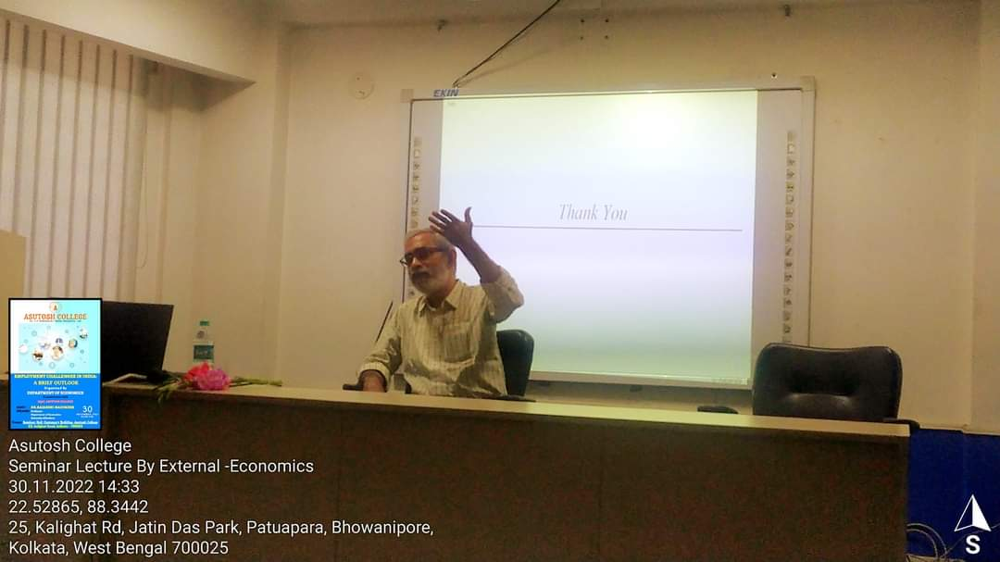 EKIN
Thank You
A
ASUTOSH COLLEGE
EMPLOYMENT CHALLENGES IN INDIA:
A BRIEF OUTLOOK
Organized By
DEPARTMENT OF ECONOMICS
30
Asutosh College
Seminar Lecture By External -Economics
30.11.2022 14:33
22.52865, 88.3442
25, Kalighat Rd, Jatin Das Park, Patuapara, Bhowanipore,
Kolkata, West Bengal 700025
S